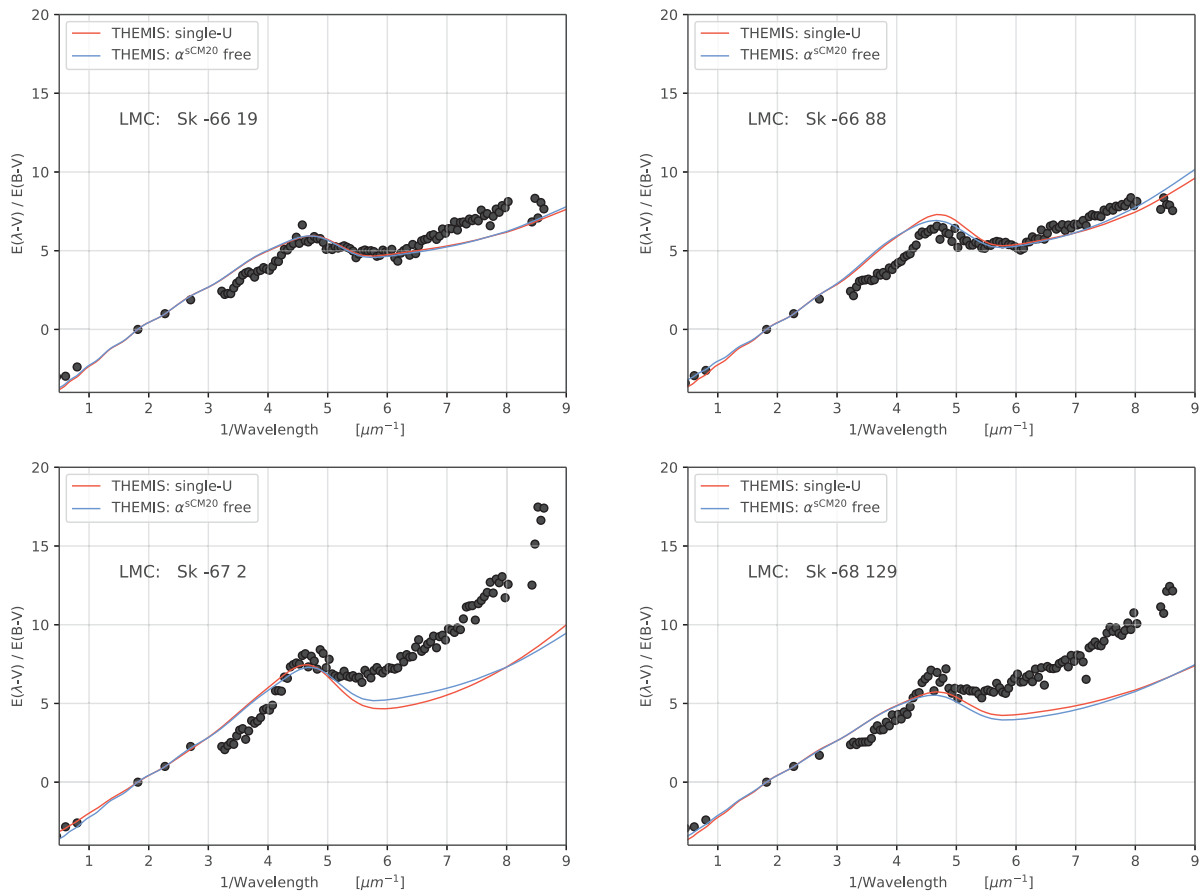 20
THEMIS: single-U
THEMIS: α^sCM20 free
15
LMC: Sk -66 19
10
E(λ-V) / E(B-V)
5
0
1 2 3 4 5 6 7 8 9
1/Wavelength [μm⁻¹]
20
THEMIS: single-U
THEMIS: α^sCM20 free
15
LMC: Sk -66 88
10
E(λ-V) / E(B-V)
5
0
1 2 3 4 5 6 7 8 9
1/Wavelength [μm⁻¹]
20
THEMIS: single-U
THEMIS: α^sCM20 free
15
LMC: Sk -67 2
10
E(λ-V) / E(B-V)
5
0
1 2 3 4 5 6 7 8 9
1/Wavelength [μm⁻¹]
20
THEMIS: single-U
THEMIS: α^sCM20 free
15
LMC: Sk -68 129
10
E(λ-V) / E(B-V)
5
0
1 2 3 4 5 6 7 8 9
1/Wavelength [μm⁻¹]